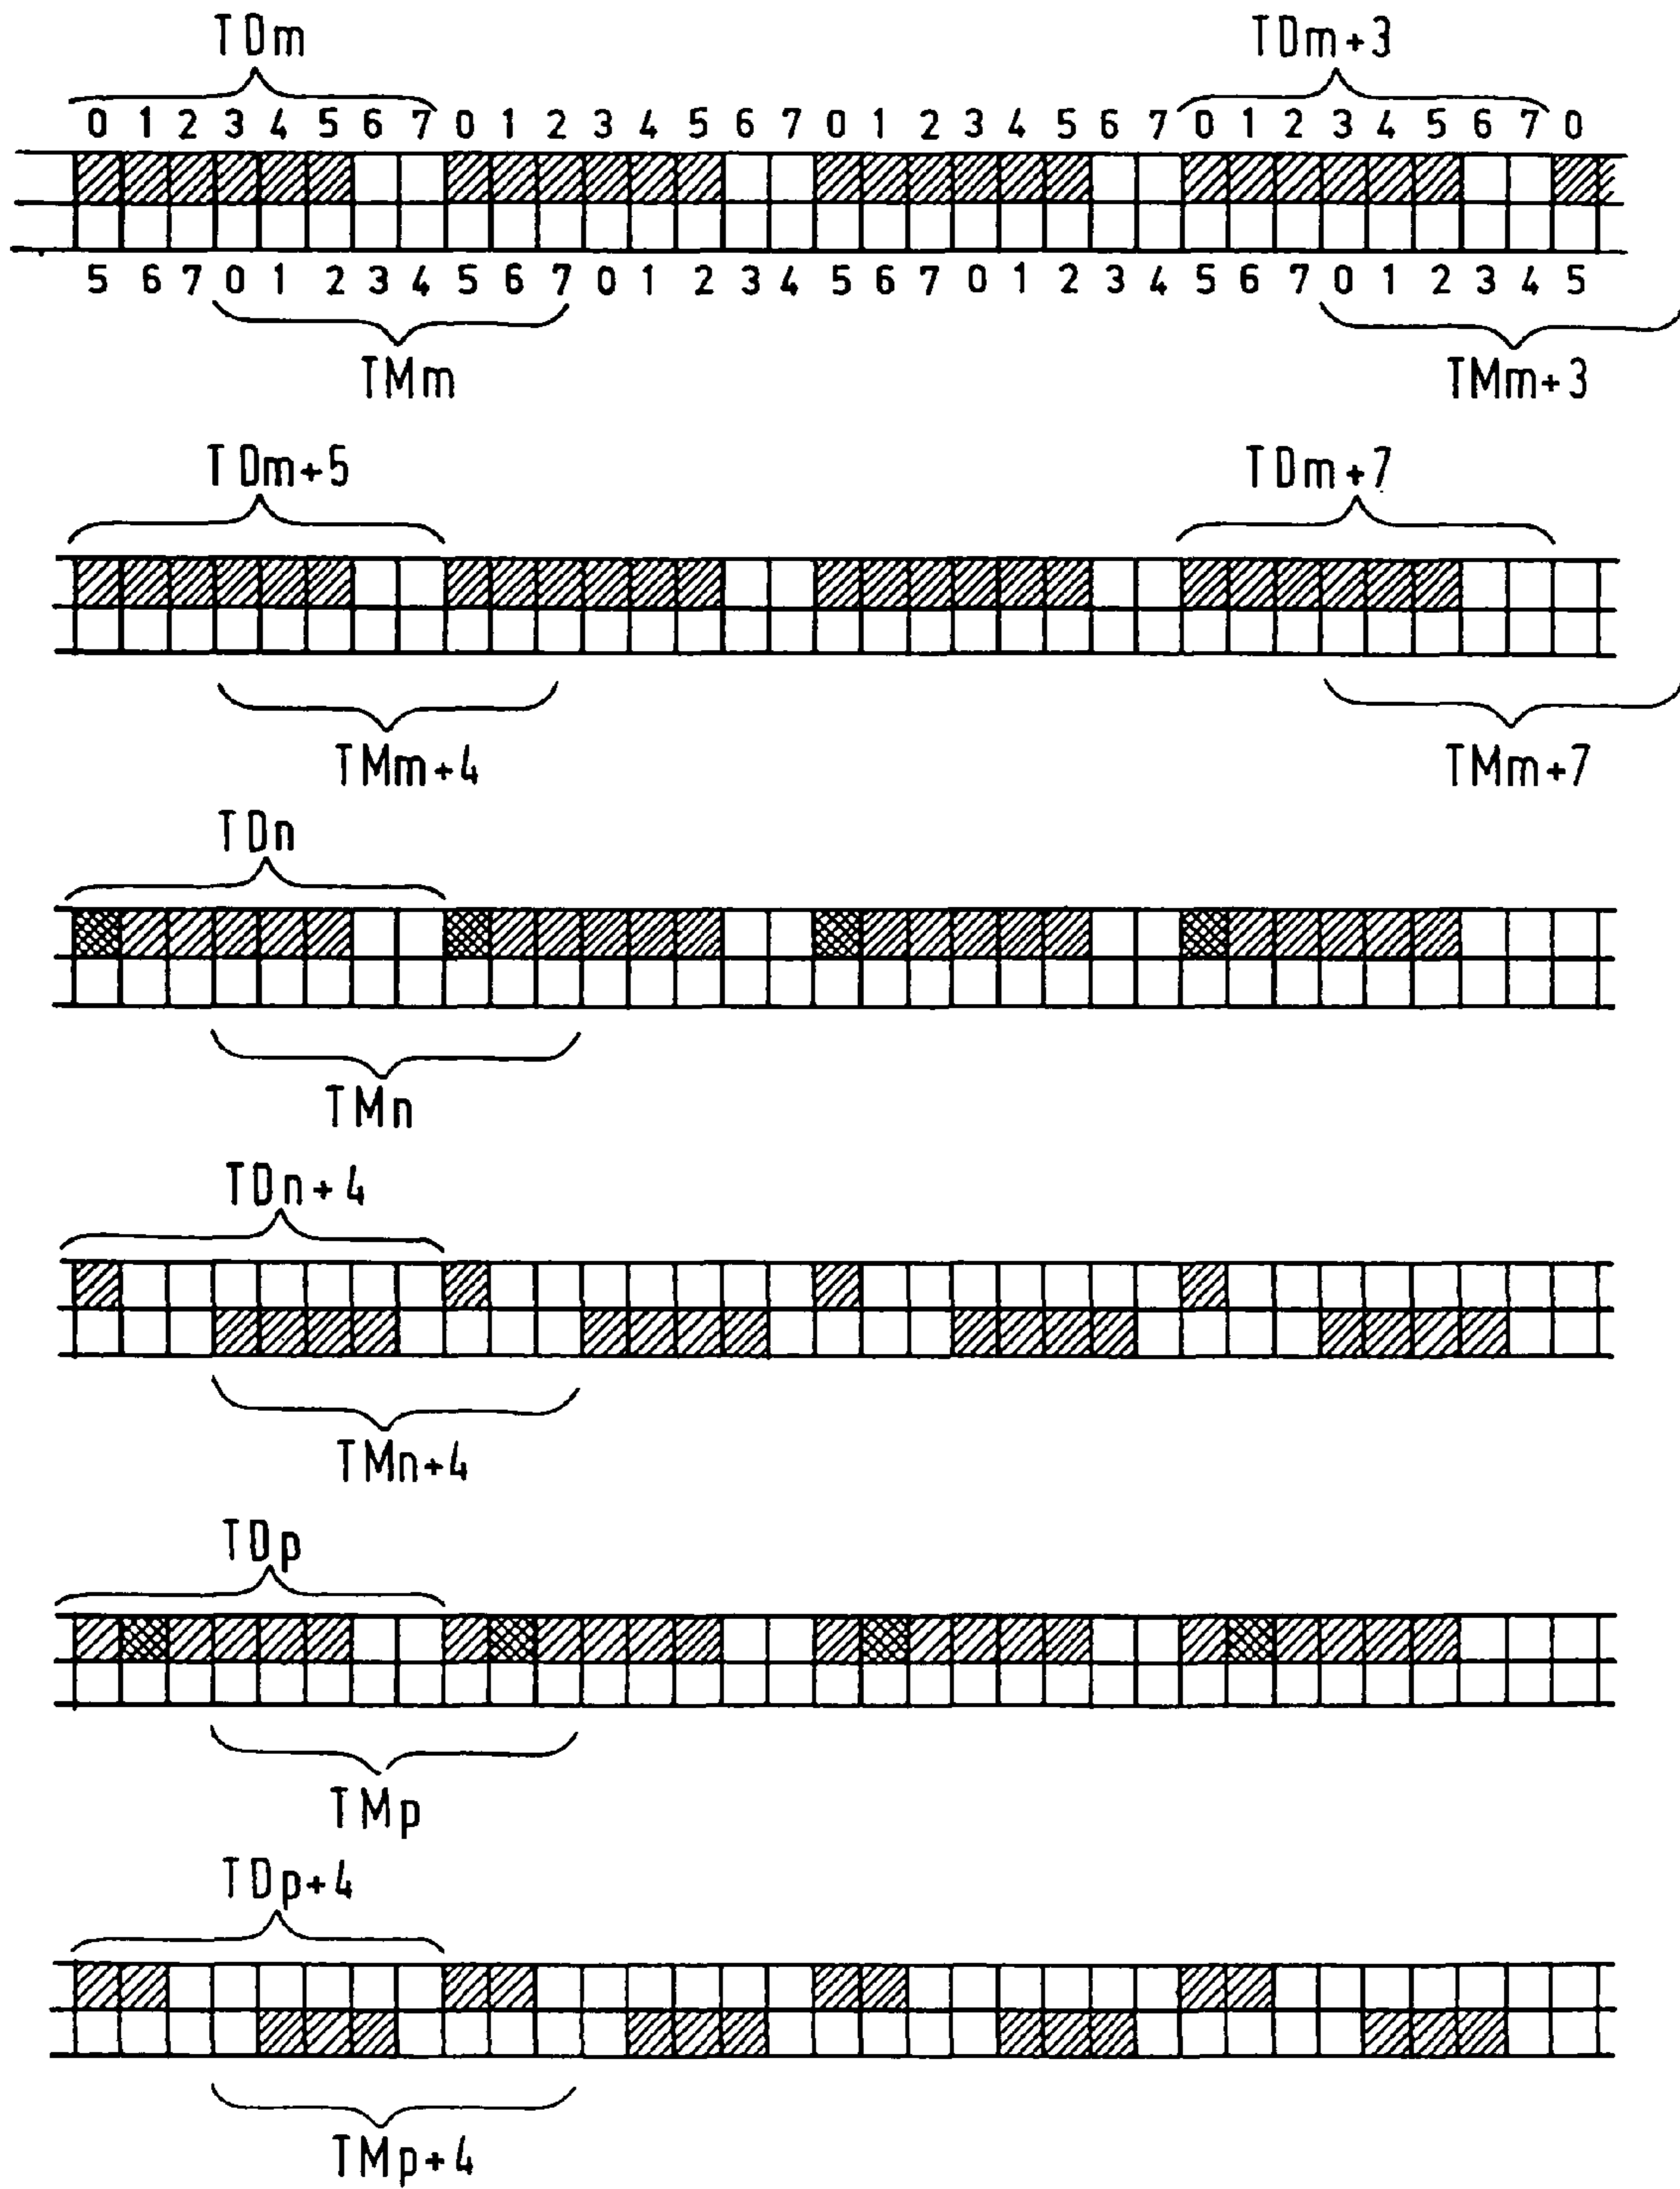 TDm TDm+3
0 1 2 3 4 5 6 7 0 1 2 3 4 5 6 7 0 1 2 3 4 5 6 7 0 1 2 3 4 5 6 7 0
5 6 7 0 1 2 3 4 5 6 7 0 1 2 3 4 5 6 7 0 1 2 3 4 5 6 7 0 1 2 3 4 5
TMm TMm+3
TDm+5 TDm+7
TMm+4 TMm+7
TDn
TMn
TDn+4
TMn+4
TDp
TMp
TDp+4
TMp+4